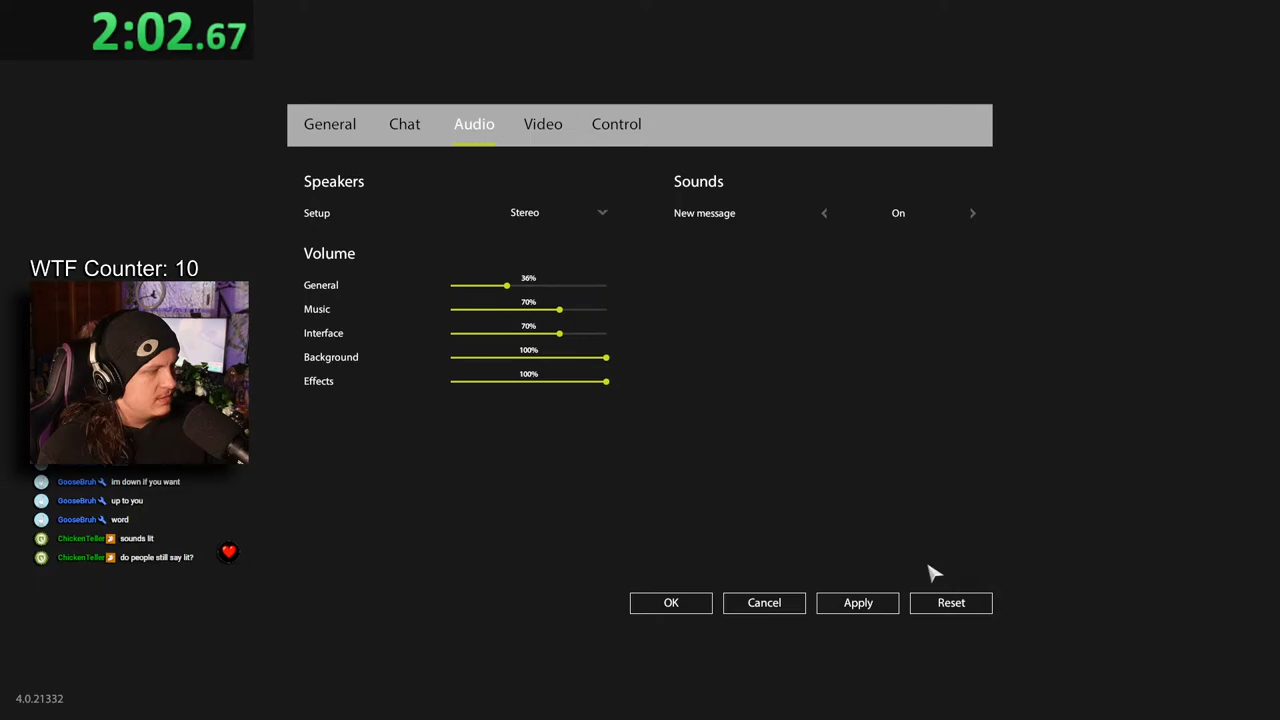 2:02.67
General Chat Audio Video Control
Speakers
Setup Stereo
Sounds
New message On
Volume
General 36%
Music 70%
Interface 70%
Background 100%
Effects 100%
WTF Counter: 10
GooseBruh im down if you want
GooseBruh up to you
GooseBruh word
ChickenTeller sounds lit
ChickenTeller do people still say lit?
OK Cancel Apply Reset
4.0.21332